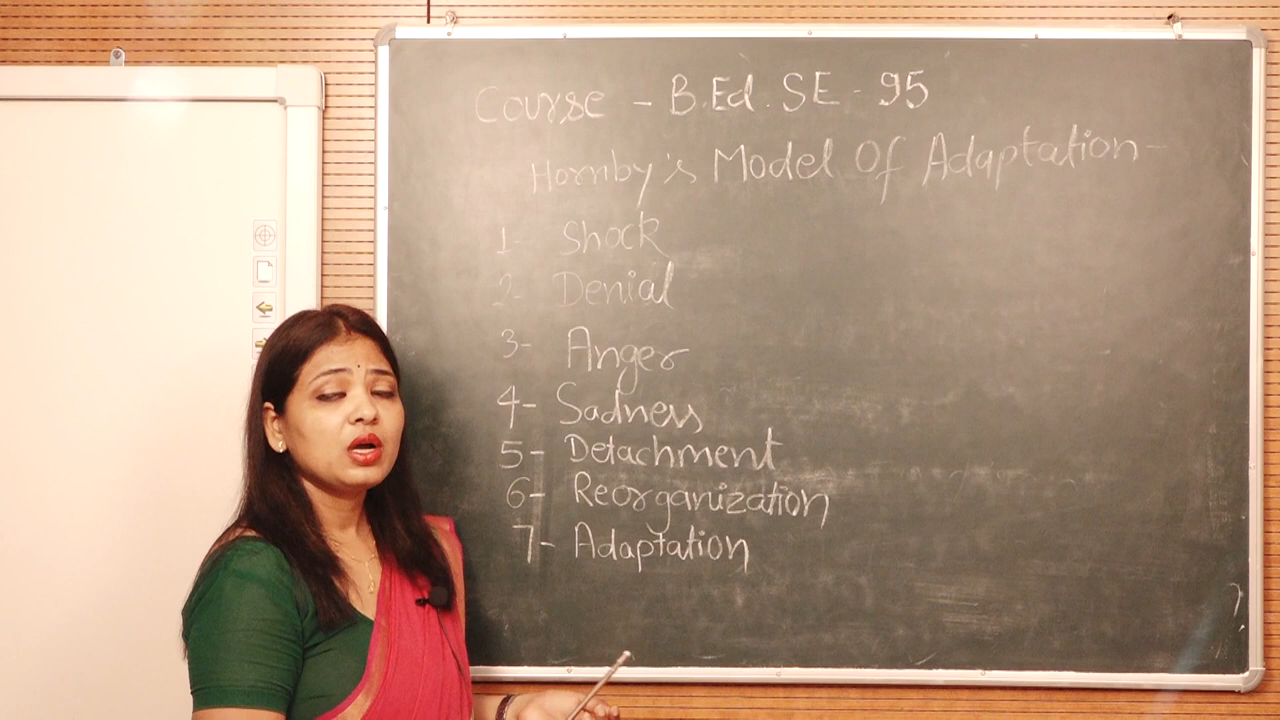 Course - B.Ed. SE - 95
Hornby's Model Of Adaptation-
1- Shock
2- Denial
3- Anger
4- Sadness
5- Detachment
6- Reorganization
7- Adaptation